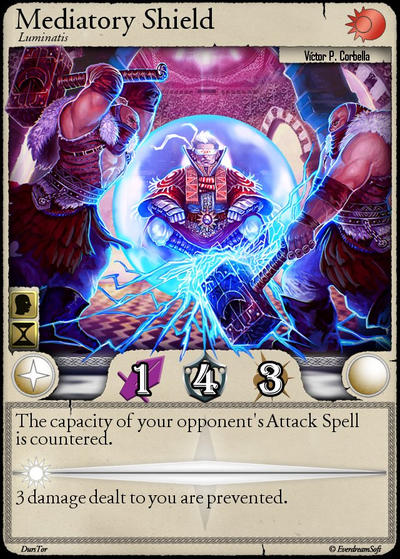 Mediatory Shield
Luminatis
Víctor P. Corbella
1 4 3
The capacity of your opponent's Attack Spell
is countered.
3 damage dealt to you are prevented.
DunTor © EverdreamSoft